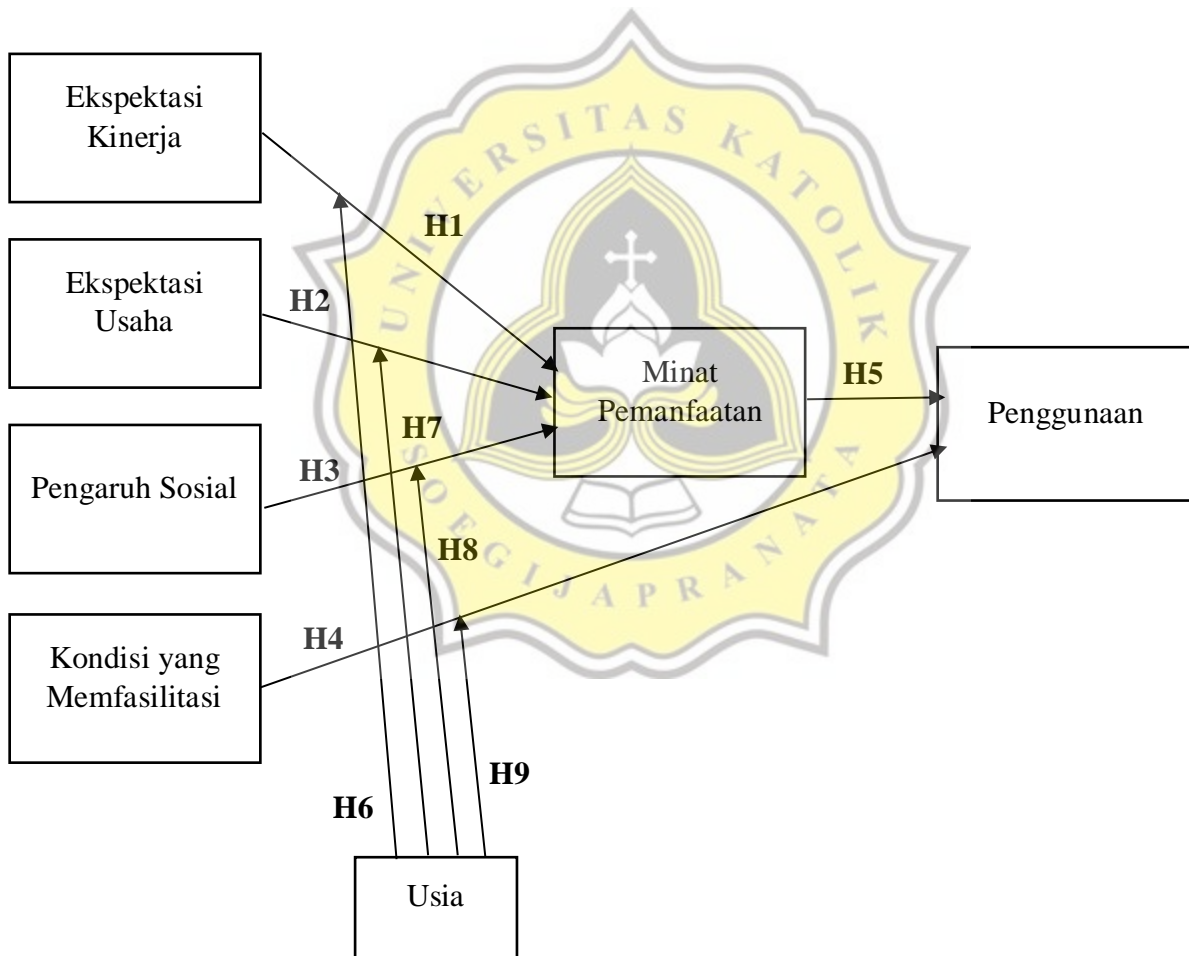 Ekspektasi
Kinerja
H1
Ekspektasi
Usaha
H2
Minat
Pemanfaatan
H5
Penggunaan
H7
Pengaruh Sosial
H3
H8
Kondisi yang
Memfasilitasi
H4
H9
H6
Usia
UNIVERSITAS KATOLIK
SOEGIJAPRANATA